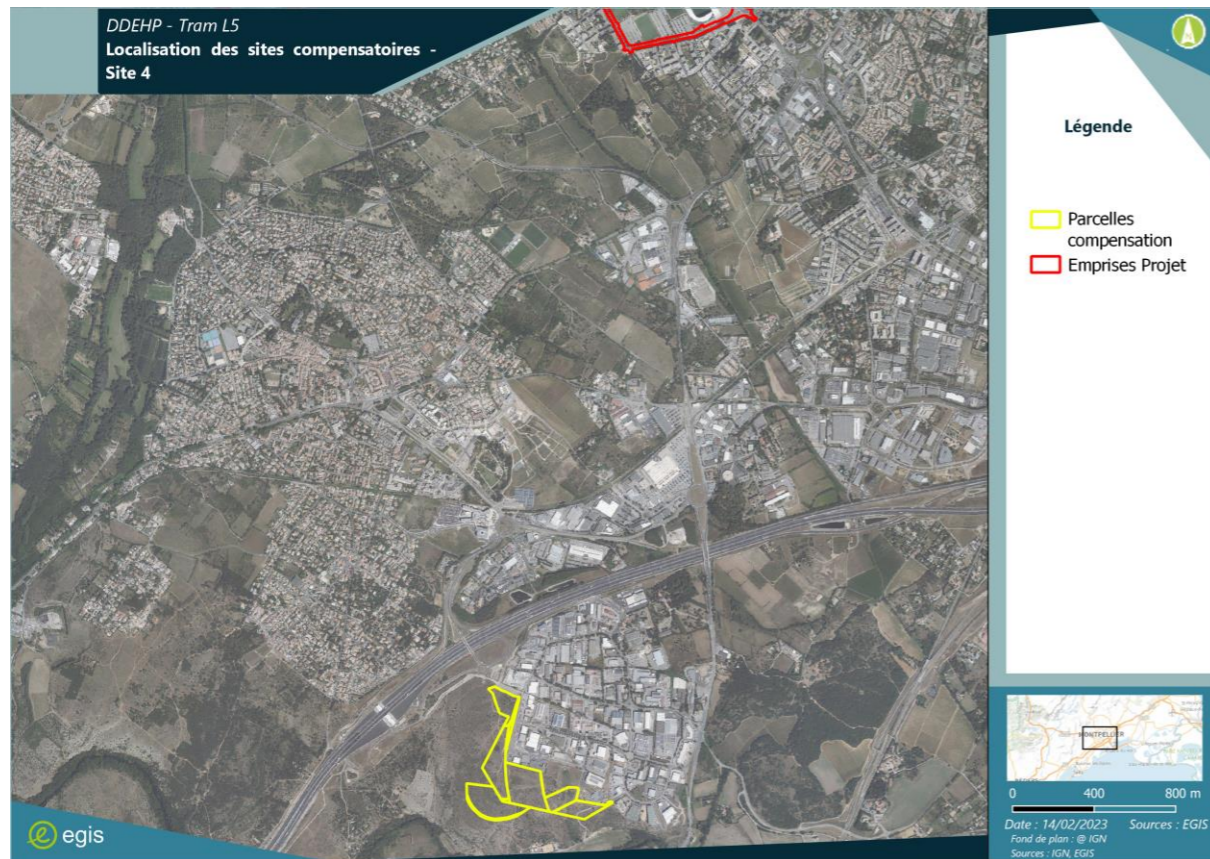 DDEHP - Tram L5
Localisation des sites compensatoires -
Site 4
Légende
Parcelles
compensation
Emprises Projet
MONTPELLIER
0 400 800 m
Date : 14/02/2023 Sources : EGIS
Fond de plan : @ IGN
Sources : IGN, EGIS
egis